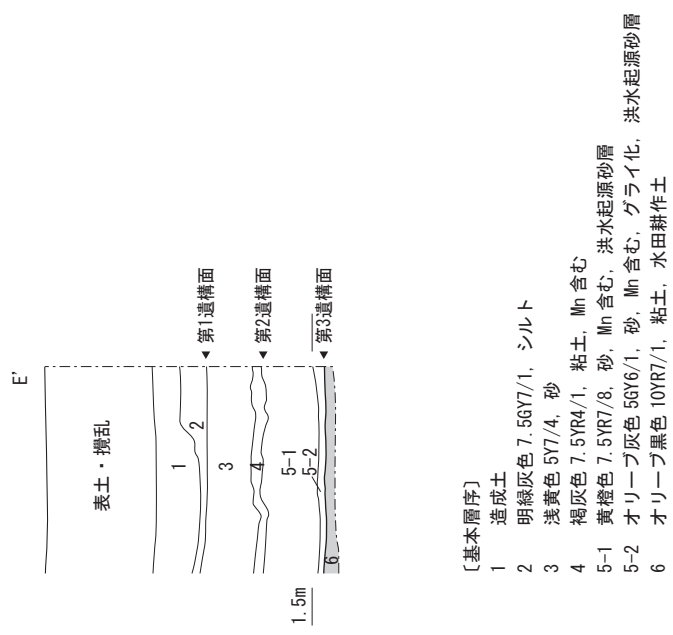 E'
表土・攪乱
1
2
3
4
5-1
5-2
6
1.5m
第1遺構面
第2遺構面
第3遺構面
〔基本層序〕
1 造成土
2 明緑灰色 7.5GY7/1, シルト
3 浅黄色 5Y7/4, 砂
4 褐灰色 7.5YR4/1, 粘土, Mn 含む
5-1 黄橙色 7.5YR7/8, 砂, Mn 含む, 洪水起源砂層
5-2 オリーブ灰色 5GY6/1, 砂, Mn 含む, グライ化, 洪水起源砂層
6 オリーブ黒色 10YR7/1, 粘土, 水田耕作土